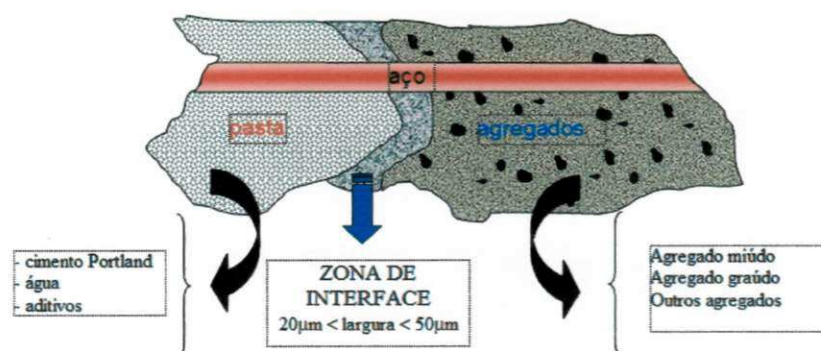 aço
pasta
agregados
- cimento Portland
- água
- aditivos
ZONA DE
INTERFACE
20µm < largura < 50µm
Agregado miúdo
Agregado graúdo
Outros agregados